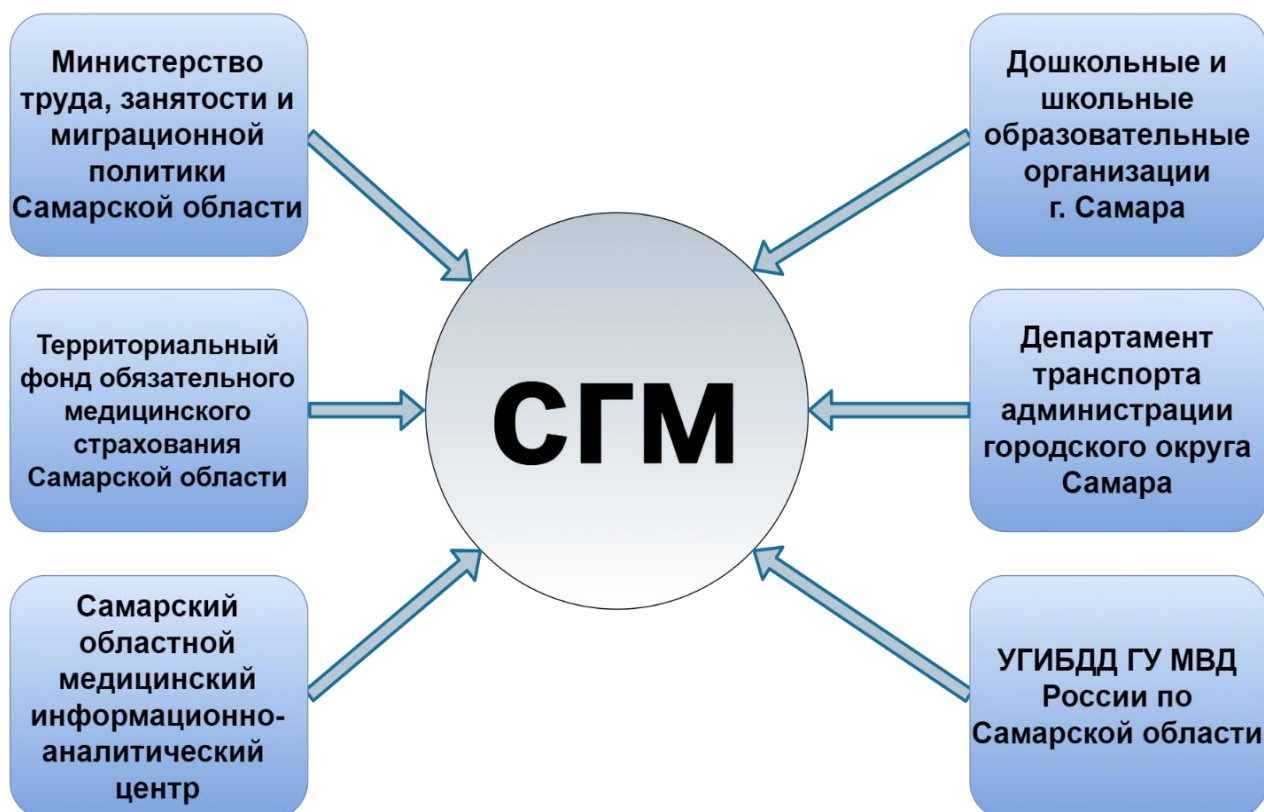 Министерство
труда, занятости и
миграционной
политики
Самарской области
Территориальный
фонд обязательного
медицинского
страхования
Самарской области
Самарский
областной
медицинский
информационно-
аналитический
центр
СГМ
Дошкольные и
школьные
образовательные
организации
г. Самара
Департамент
транспорта
администрации
городского округа
Самара
УГИБДД ГУ МВД
России по
Самарской области